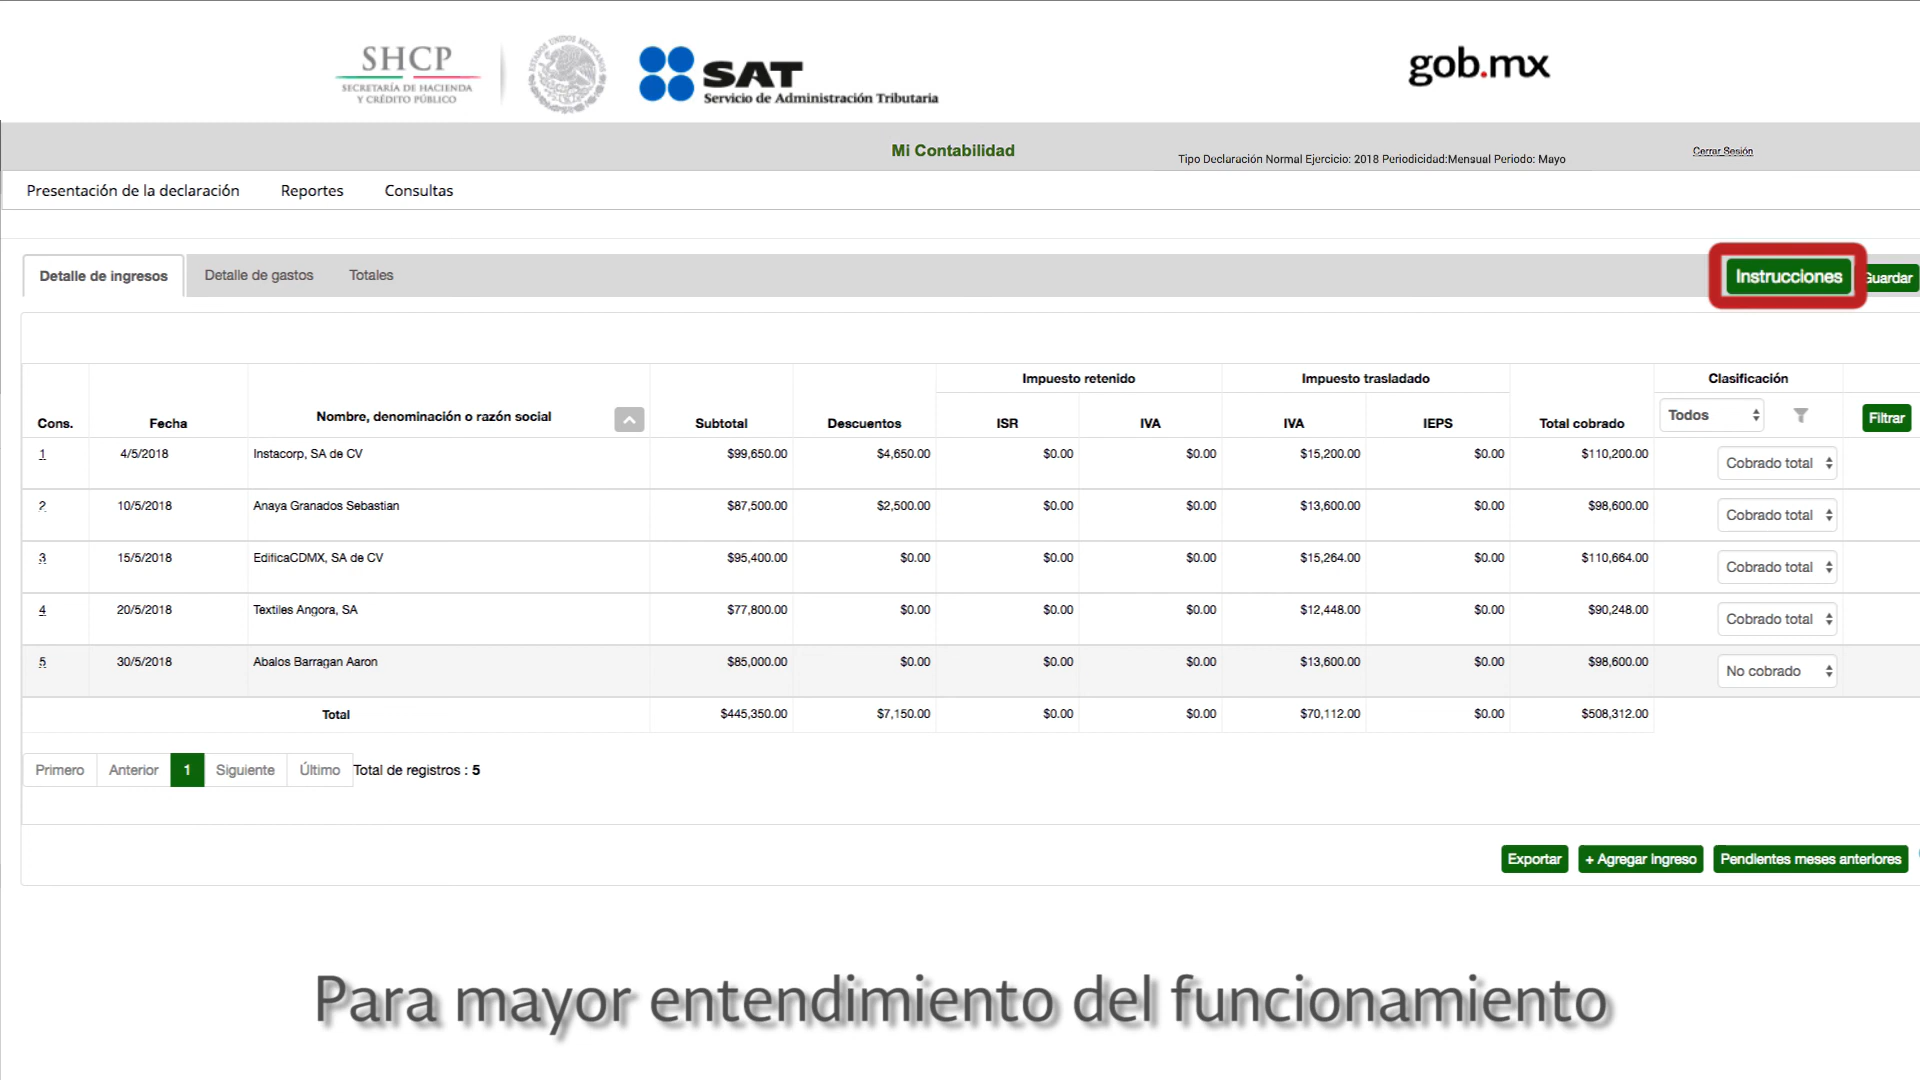 SHCP
SECRETARÍA DE HACIENDA
Y CRÉDITO PÚBLICO
ESTADOS UNIDOS MEXICANOS
SAT
Servicio de Administración Tributaria
gob.mx
Mi Contabilidad
Tipo Declaración Normal Ejercicio: 2018 Periodicidad:Mensual Periodo: Mayo
Cerrar Sesión
Presentación de la declaración Reportes Consultas
Detalle de ingresos Detalle de gastos Totales Instrucciones Guardar
Impuesto retenido Impuesto trasladado Clasificación
Cons. Fecha Nombre, denominación o razón social Subtotal Descuentos ISR IVA IVA IEPS Total cobrado Todos Filtrar
1 4/5/2018 Instacorp, SA de CV $99,650.00 $4,650.00 $0.00 $0.00 $15,200.00 $0.00 $110,200.00 Cobrado total
2 10/5/2018 Anaya Granados Sebastian $87,500.00 $2,500.00 $0.00 $0.00 $13,600.00 $0.00 $98,600.00 Cobrado total
3 15/5/2018 EdificaCDMX, SA de CV $95,400.00 $0.00 $0.00 $0.00 $15,264.00 $0.00 $110,664.00 Cobrado total
4 20/5/2018 Textiles Angora, SA $77,800.00 $0.00 $0.00 $0.00 $12,448.00 $0.00 $90,248.00 Cobrado total
5 30/5/2018 Abalos Barragan Aaron $85,000.00 $0.00 $0.00 $0.00 $13,600.00 $0.00 $98,600.00 No cobrado
Total $445,350.00 $7,150.00 $0.00 $0.00 $70,112.00 $0.00 $508,312.00
Primero Anterior 1 Siguiente Último Total de registros : 5
Exportar + Agregar ingreso Pendientes meses anteriores
Para mayor entendimiento del funcionamiento